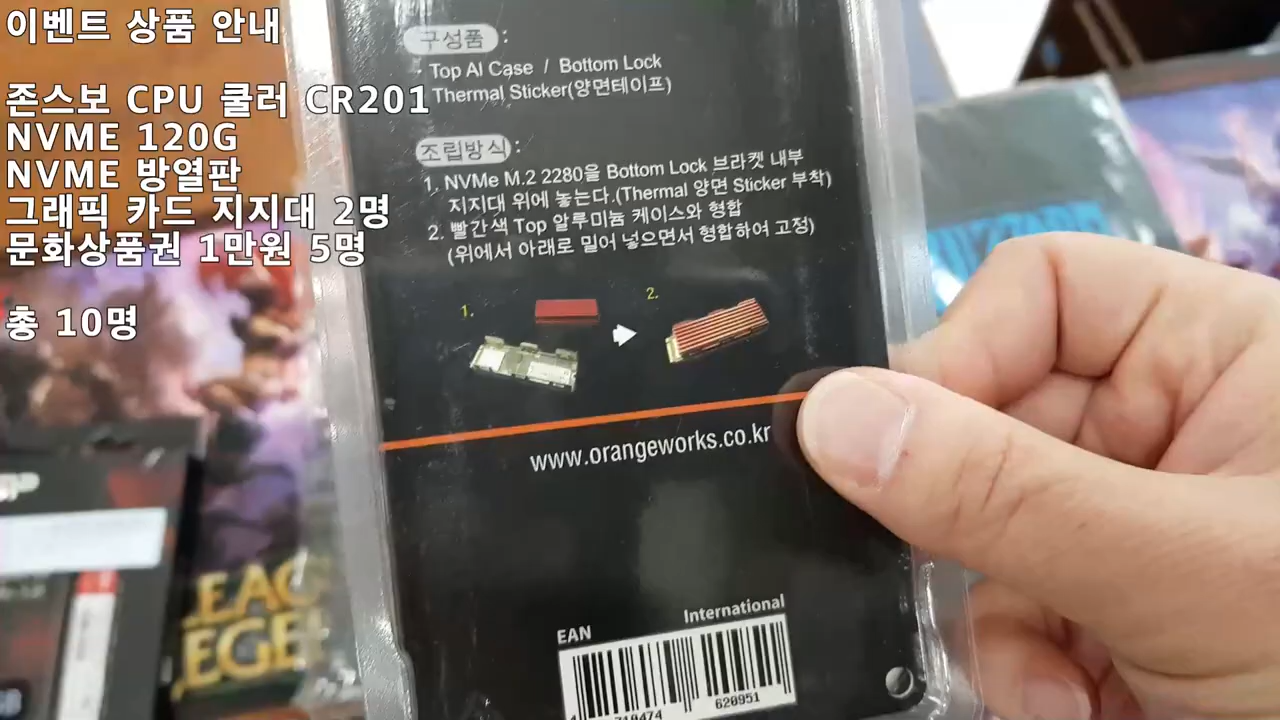 이벤트 상품 안내
존스보 CPU 쿨러 CR201
NVME 120G
NVME 방열판
그래픽 카드 지지대 2명
문화상품권 1만원 5명
총 10명
구성품 :
Top Al Case / Bottom Lock
Thermal Sticker(양면테이프)
조립방식 :
1. NVMe M.2 2280을 Bottom Lock 브라켓 내부
지지대 위에 놓는다.(Thermal 양면 Sticker 부착)
2. 빨간색 Top 알루미늄 케이스와 형합
(위에서 아래로 밀어 넣으면서 형합하여 고정)
1.
2.
www.orangeworks.co.kr
EAN
International
620951